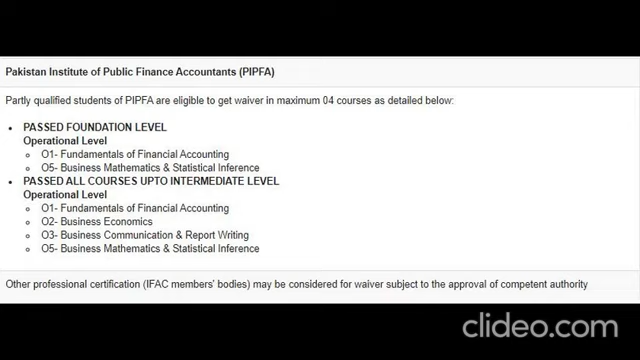 Pakistan Institute of Public Finance Accountants (PIPFA)
Partly qualified students of PIPFA are eligible to get waiver in maximum 04 courses as detailed below:
• PASSED FOUNDATION LEVEL
Operational Level
○ O1- Fundamentals of Financial Accounting
○ O5- Business Mathematics & Statistical Inference
• PASSED ALL COURSES UPTO INTERMEDIATE LEVEL
Operational Level
○ O1- Fundamentals of Financial Accounting
○ O2- Business Economics
○ O3- Business Communication & Report Writing
○ O5- Business Mathematics & Statistical Inference
Other professional certification (IFAC members' bodies) may be considered for waiver subject to the approval of competent authority
clideo.com